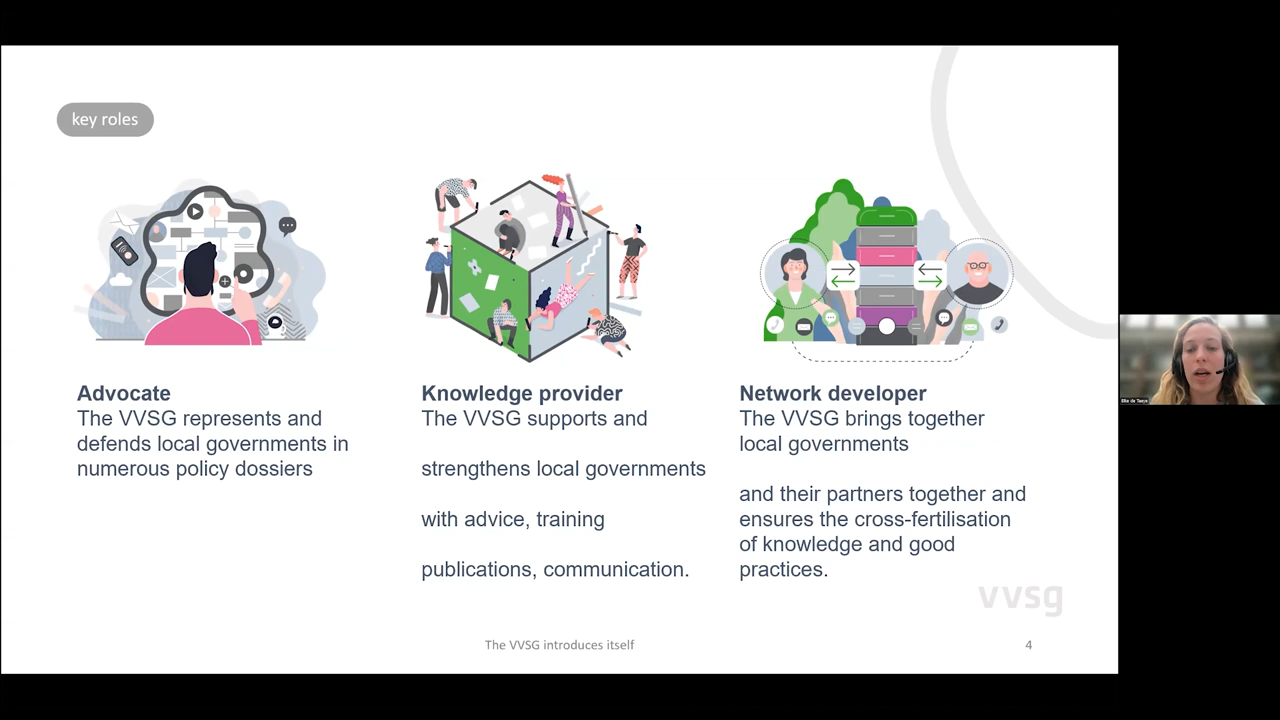 key roles
Advocate
The VVSG represents and
defends local governments in
numerous policy dossiers
Knowledge provider
The VVSG supports and
strengthens local governments
with advice, training
publications, communication.
Network developer
The VVSG brings together
local governments
and their partners together and
ensures the cross-fertilisation
of knowledge and good
practices.
vvsg
The VVSG introduces itself
4